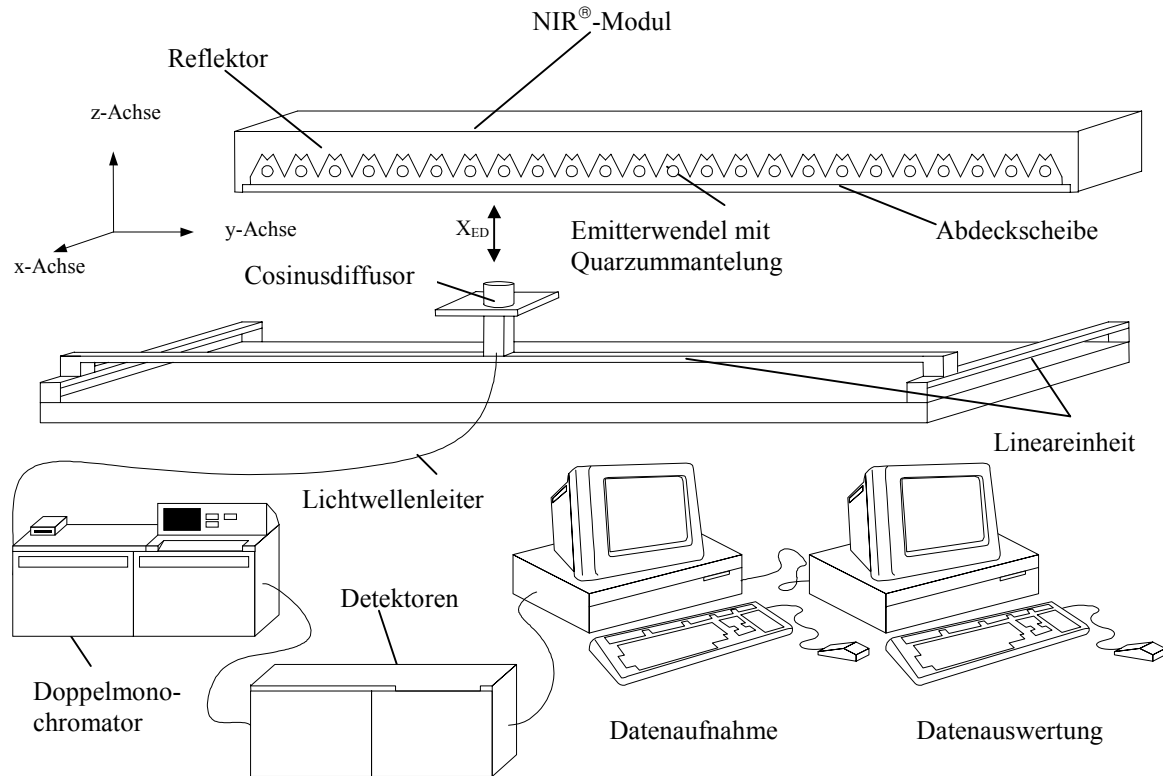 NIR®-Modul
Reflektor
z-Achse
y-Achse
x-Achse
X_ED
Emitterwendel mit
Quarzummantelung
Abdeckscheibe
Cosinusdiffusor
Lineareinheit
Lichtwellenleiter
Detektoren
Doppelmono-
chromator
Datenaufnahme
Datenauswertung